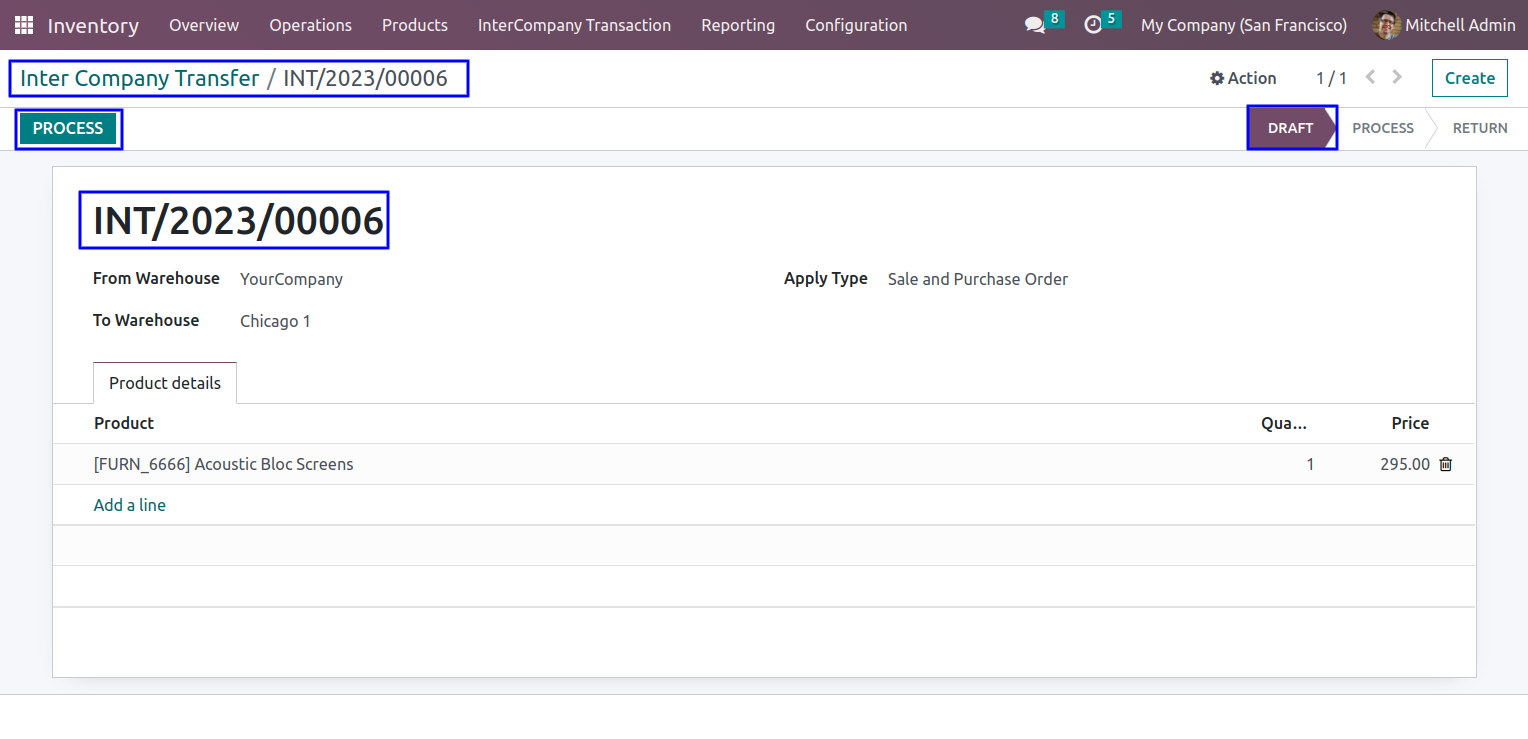 Inventory Overview Operations Products InterCompany Transaction Reporting Configuration 8 5 My Company (San Francisco) Mitchell Admin
Inter Company Transfer / INT/2023/00006 Action 1 / 1 Create
PROCESS DRAFT PROCESS RETURN
INT/2023/00006
From Warehouse YourCompany Apply Type Sale and Purchase Order
To Warehouse Chicago 1
Product details
Product Qua... Price
[FURN_6666] Acoustic Bloc Screens 1 295.00
Add a line